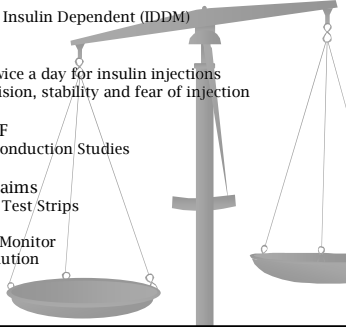 Insulin Dependent (IDDM)
wice a day for insulin injections
ision, stability and fear of injection
F
onduction Studies
aims
Test Strips
Monitor
ution